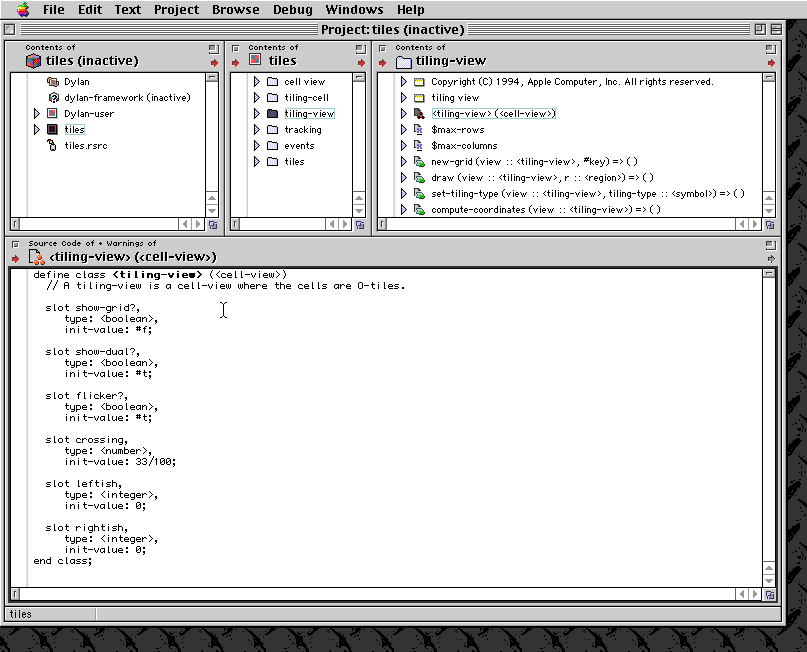 File Edit Text Project Browse Debug Windows Help
Project: tiles (inactive)
Contents of
tiles (inactive)
Dylan
dylan-framework (inactive)
Dylan-user
tiles
tiles.rsrc
Contents of
tiles
cell view
tiling-cell
tiling-view
tracking
events
tiles
Contents of
tiling-view
Copyright (C) 1994, Apple Computer, Inc. All rights reserved.
tiling view
<tiling-view> (<cell-view>)
$max-rows
$max-columns
new-grid (view :: <tiling-view>, #key) => ()
draw (view :: <tiling-view>, r :: <region>) => ()
set-tiling-type (view :: <tiling-view>, tiling-type :: <symbol>) => ()
compute-coordinates (view :: <tiling-view>) => ()
Source Code of + Warnings of
<tiling-view> (<cell-view>)
define class <tiling-view> (<cell-view>)
// A tiling-view is a cell-view where the cells are O-tiles.
slot show-grid?,
type: <boolean>,
init-value: #f;
slot show-dual?,
type: <boolean>,
init-value: #t;
slot flicker?,
type: <boolean>,
init-value: #t;
slot crossing,
type: <number>,
init-value: 33/100;
slot leftish,
type: <integer>,
init-value: 0;
slot rightish,
type: <integer>,
init-value: 0;
end class;
tiles